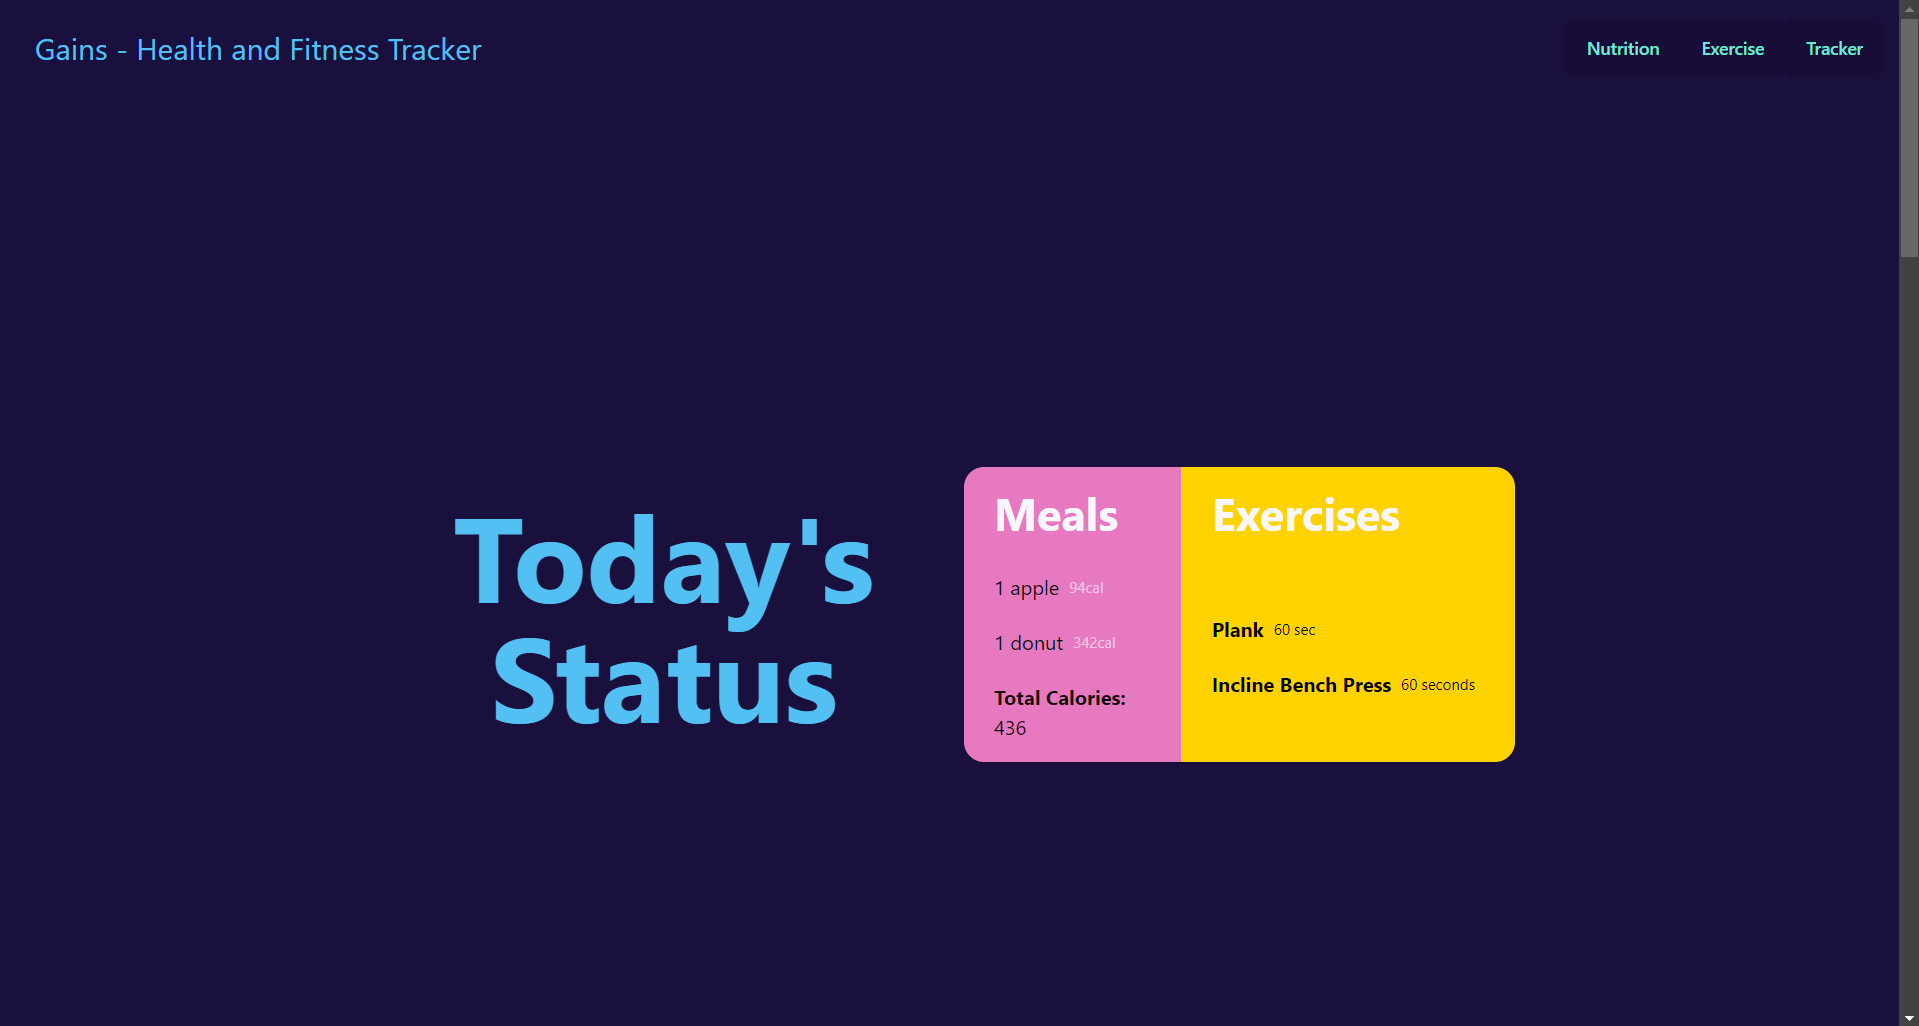 Gains - Health and Fitness Tracker
Nutrition Exercise Tracker
Today's
Status
Meals
1 apple 94cal
1 donut 342cal
Total Calories:
436
Exercises
Plank 60 sec
Incline Bench Press 60 seconds